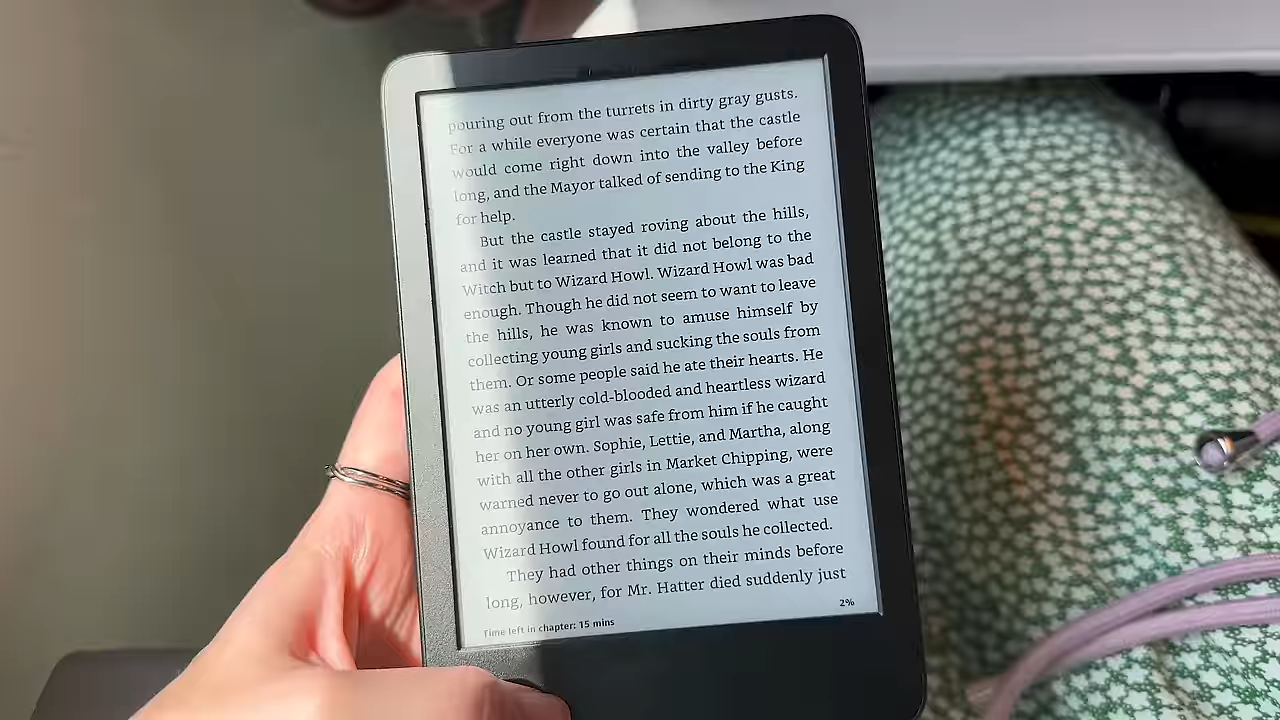 pouring out from the turrets in dirty gray gusts.
For a while everyone was certain that the castle
would come right down into the valley before
long, and the Mayor talked of sending to the King
for help.
But the castle stayed roving about the hills,
and it was learned that it did not belong to the
Witch but to Wizard Howl. Wizard Howl was bad
enough. Though he did not seem to want to leave
the hills, he was known to amuse himself by
collecting young girls and sucking the souls from
them. Or some people said he ate their hearts. He
was an utterly cold-blooded and heartless wizard
and no young girl was safe from him if he caught
her on her own. Sophie, Lettie, and Martha, along
with all the other girls in Market Chipping, were
warned never to go out alone, which was a great
annoyance to them. They wondered what use
Wizard Howl found for all the souls he collected.
They had other things on their minds before
long, however, for Mr. Hatter died suddenly just
Time left in chapter: 15 mins 2%